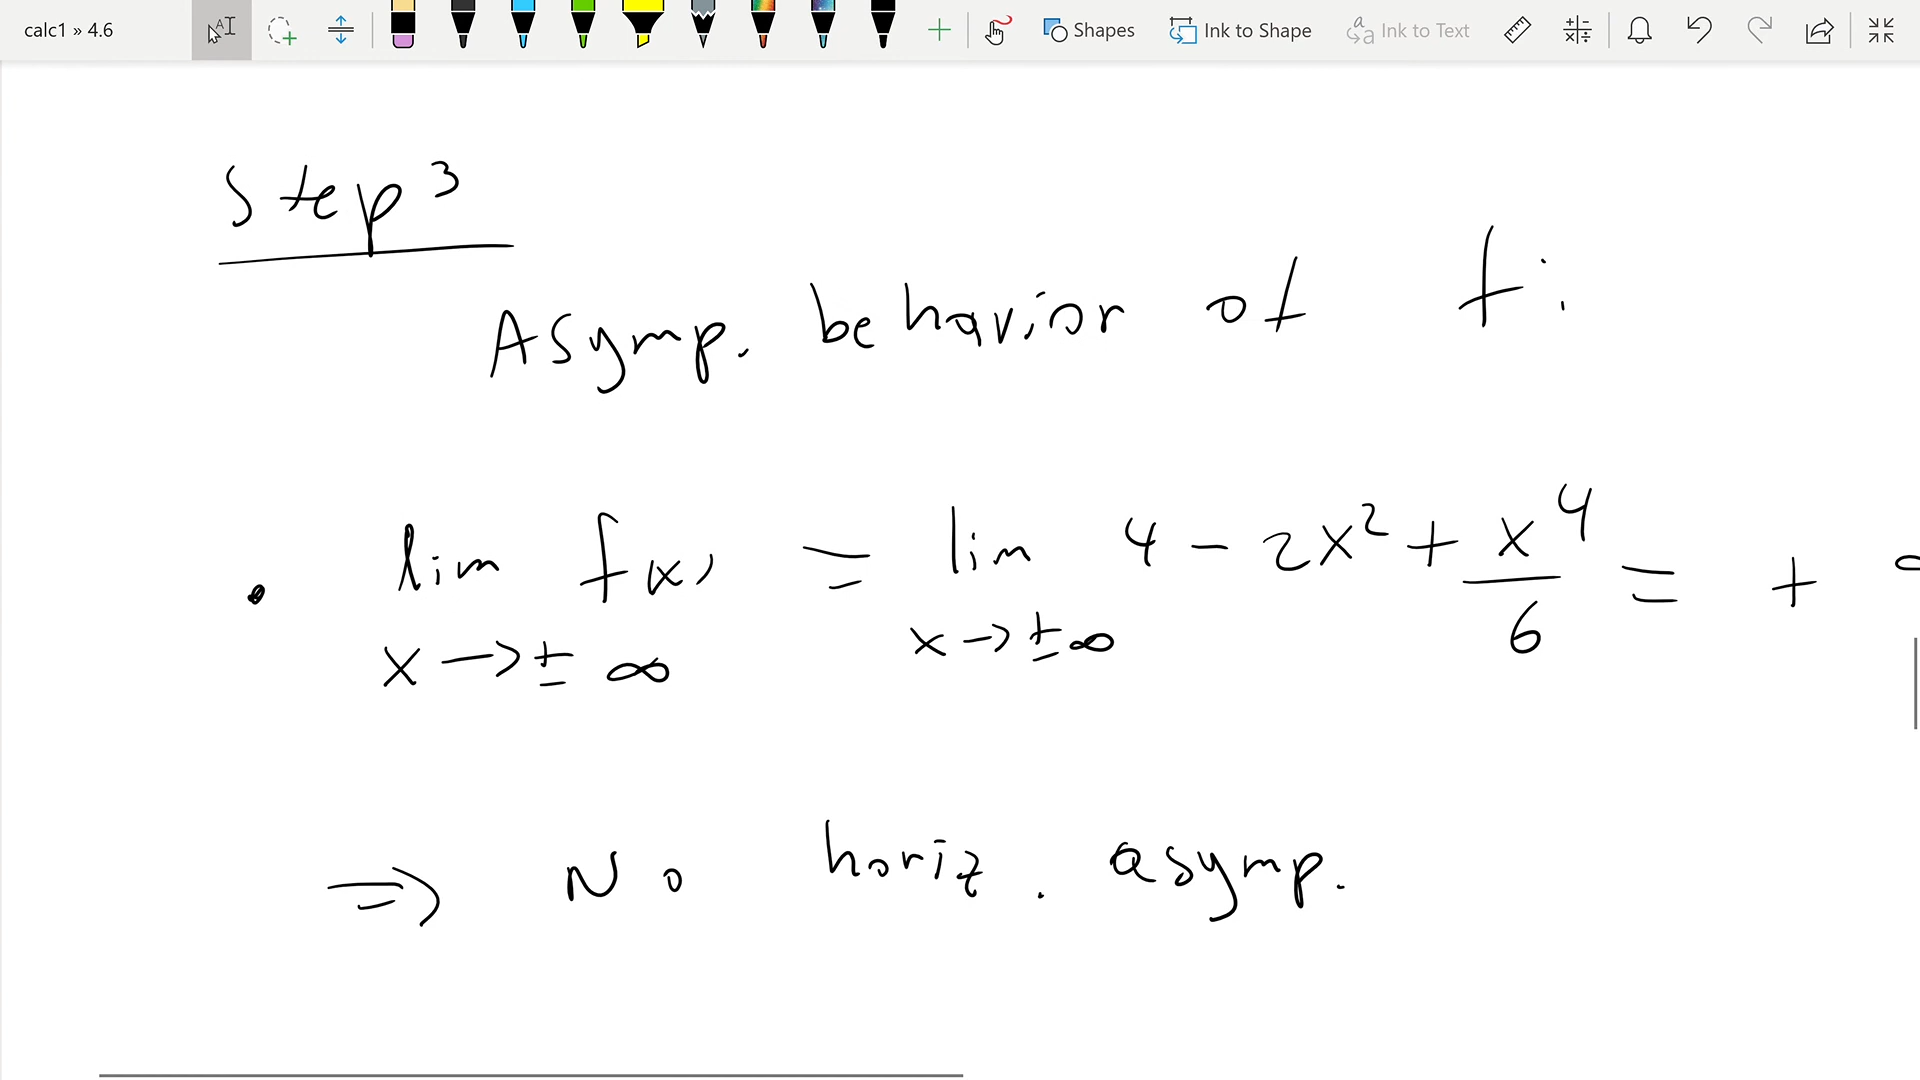 calc1 » 4.6 Shapes Ink to Shape Ink to Text
Step 3
Asymp. behavior of f :
• lim f(x) = lim 4 - 2x² + x⁴/6 = +
x → ± ∞ x → ± ∞
⇒ No horiz. asymp.